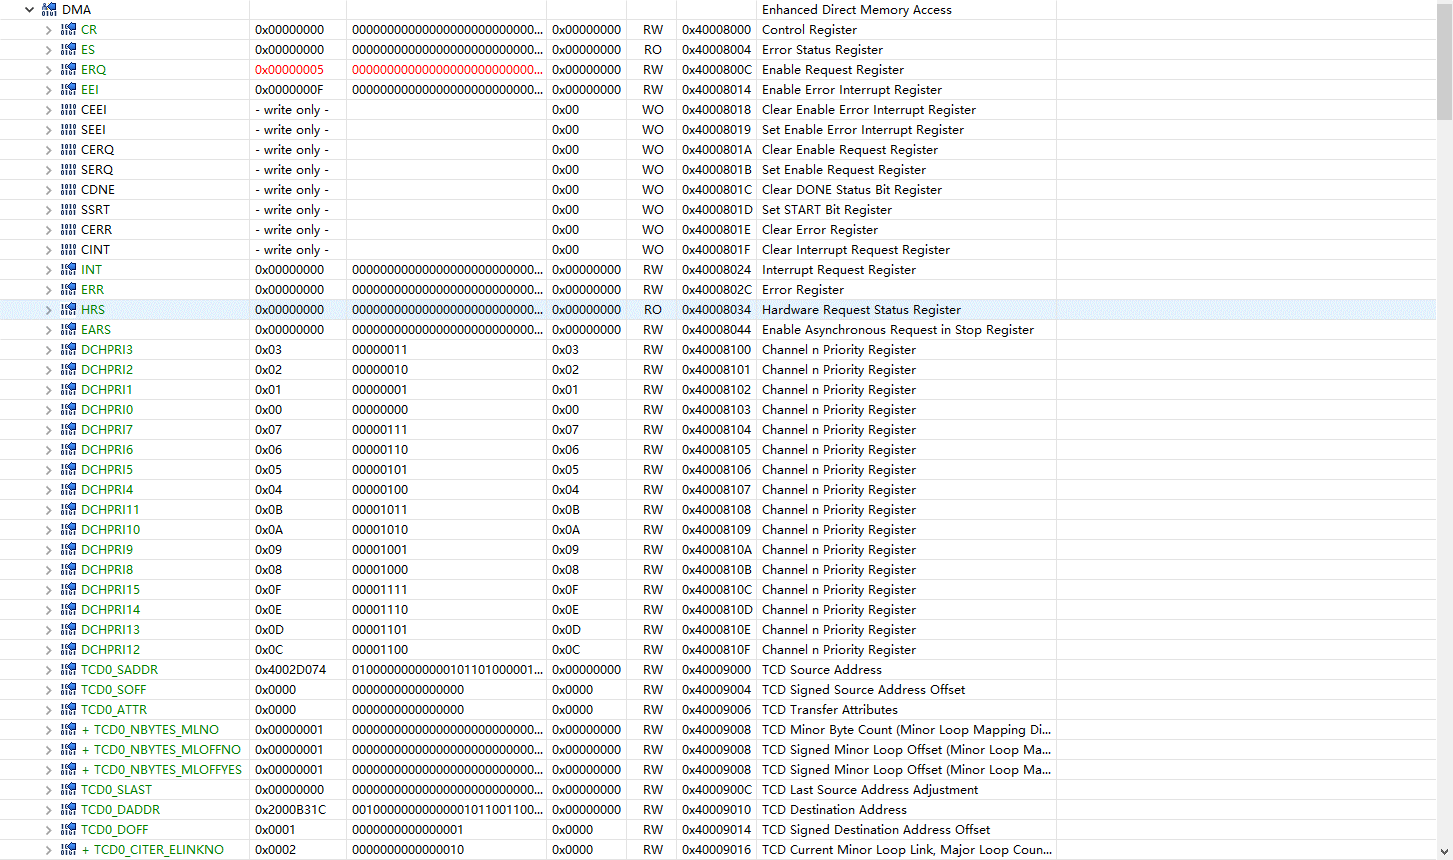 DMA Enhanced Direct Memory Access
CR 0x00000000 00000000000000000000000000... 0x00000000 RW 0x40008000 Control Register
ES 0x00000000 00000000000000000000000000... 0x00000000 RO 0x40008004 Error Status Register
ERQ 0x00000005 00000000000000000000000000... 0x00000000 RW 0x4000800C Enable Request Register
EEI 0x0000000F 00000000000000000000000000... 0x00000000 RW 0x40008014 Enable Error Interrupt Register
CEEI - write only - 0x00 WO 0x40008018 Clear Enable Error Interrupt Register
SEEI - write only - 0x00 WO 0x40008019 Set Enable Error Interrupt Register
CERQ - write only - 0x00 WO 0x4000801A Clear Enable Request Register
SERQ - write only - 0x00 WO 0x4000801B Set Enable Request Register
CDNE - write only - 0x00 WO 0x4000801C Clear DONE Status Bit Register
SSRT - write only - 0x00 WO 0x4000801D Set START Bit Register
CERR - write only - 0x00 WO 0x4000801E Clear Error Register
CINT - write only - 0x00 WO 0x4000801F Clear Interrupt Request Register
INT 0x00000000 00000000000000000000000000... 0x00000000 RW 0x40008024 Interrupt Request Register
ERR 0x00000000 00000000000000000000000000... 0x00000000 RW 0x4000802C Error Register
HRS 0x00000000 00000000000000000000000000... 0x00000000 RO 0x40008034 Hardware Request Status Register
EARS 0x00000000 00000000000000000000000000... 0x00000000 RW 0x40008044 Enable Asynchronous Request in Stop Register
DCHPRI3 0x03 00000011 0x03 RW 0x40008100 Channel n Priority Register
DCHPRI2 0x02 00000010 0x02 RW 0x40008101 Channel n Priority Register
DCHPRI1 0x01 00000001 0x01 RW 0x40008102 Channel n Priority Register
DCHPRI0 0x00 00000000 0x00 RW 0x40008103 Channel n Priority Register
DCHPRI7 0x07 00000111 0x07 RW 0x40008104 Channel n Priority Register
DCHPRI6 0x06 00000110 0x06 RW 0x40008105 Channel n Priority Register
DCHPRI5 0x05 00000101 0x05 RW 0x40008106 Channel n Priority Register
DCHPRI4 0x04 00000100 0x04 RW 0x40008107 Channel n Priority Register
DCHPRI11 0x0B 00001011 0x0B RW 0x40008108 Channel n Priority Register
DCHPRI10 0x0A 00001010 0x0A RW 0x40008109 Channel n Priority Register
DCHPRI9 0x09 00001001 0x09 RW 0x4000810A Channel n Priority Register
DCHPRI8 0x08 00001000 0x08 RW 0x4000810B Channel n Priority Register
DCHPRI15 0x0F 00001111 0x0F RW 0x4000810C Channel n Priority Register
DCHPRI14 0x0E 00001110 0x0E RW 0x4000810D Channel n Priority Register
DCHPRI13 0x0D 00001101 0x0D RW 0x4000810E Channel n Priority Register
DCHPRI12 0x0C 00001100 0x0C RW 0x4000810F Channel n Priority Register
TCD0_SADDR 0x4002D074 01000000000000101101000001... 0x00000000 RW 0x40009000 TCD Source Address
TCD0_SOFF 0x0000 0000000000000000 0x0000 RW 0x40009004 TCD Signed Source Address Offset
TCD0_ATTR 0x0000 0000000000000000 0x0000 RW 0x40009006 TCD Transfer Attributes
+ TCD0_NBYTES_MLNO 0x00000001 00000000000000000000000000... 0x00000000 RW 0x40009008 TCD Minor Byte Count (Minor Loop Mapping Di...
+ TCD0_NBYTES_MLOFFNO 0x00000001 00000000000000000000000000... 0x00000000 RW 0x40009008 TCD Signed Minor Loop Offset (Minor Loop Ma...
+ TCD0_NBYTES_MLOFFYES 0x00000001 00000000000000000000000000... 0x00000000 RW 0x40009008 TCD Signed Minor Loop Offset (Minor Loop Ma...
TCD0_SLAST 0x00000000 00000000000000000000000000... 0x00000000 RW 0x4000900C TCD Last Source Address Adjustment
TCD0_DADDR 0x2000B31C 00100000000000001011001100... 0x00000000 RW 0x40009010 TCD Destination Address
TCD0_DOFF 0x0001 0000000000000001 0x0000 RW 0x40009014 TCD Signed Destination Address Offset
+ TCD0_CITER_ELINKNO 0x0002 0000000000000010 0x0000 RW 0x40009016 TCD Current Minor Loop Link, Major Loop Coun...